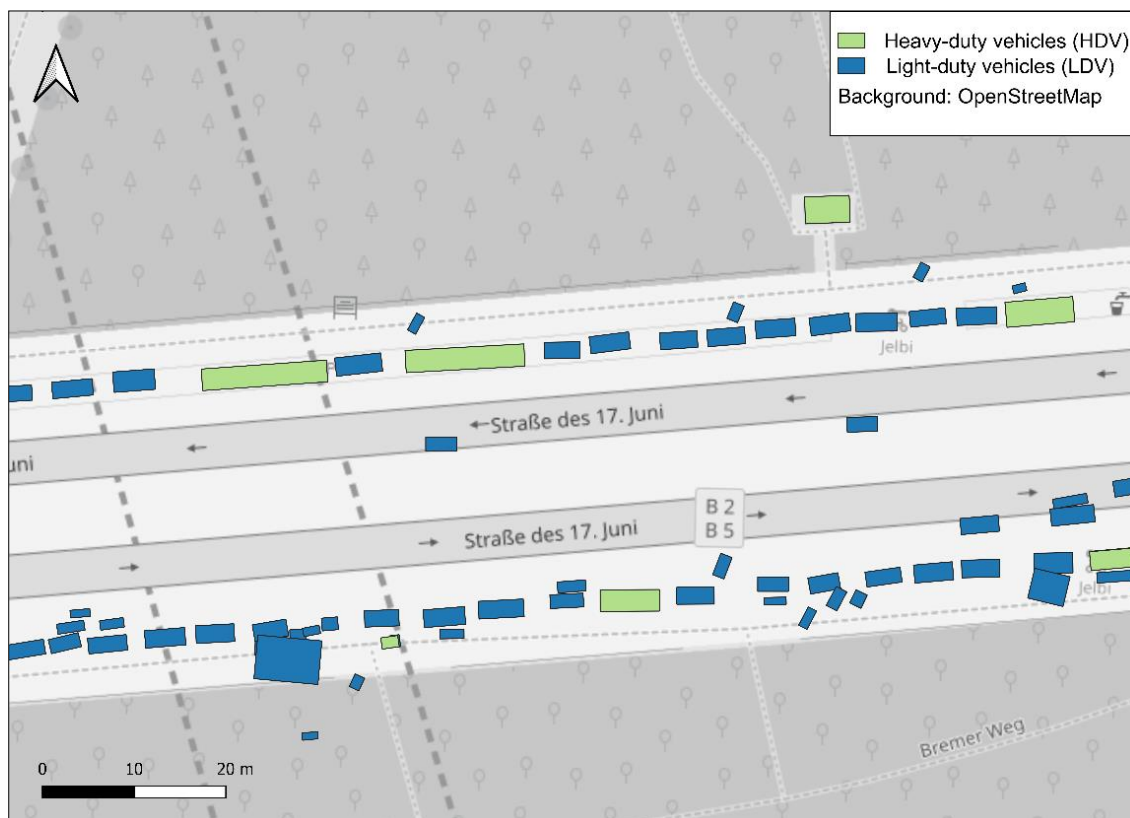 Heavy-duty vehicles (HDV)
Light-duty vehicles (LDV)
Background: OpenStreetMap
Jelbi
Straße des 17. Juni
uni
B 2
B 5
Straße des 17. Juni
Jelbi
Bremer Weg
0 10 20 m